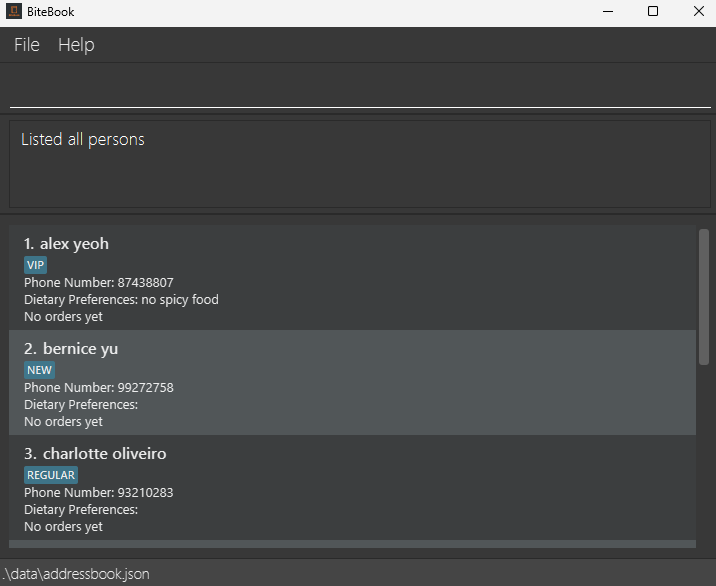 BiteBook
File Help
Listed all persons
1. alex yeoh
VIP
Phone Number: 87438807
Dietary Preferences: no spicy food
No orders yet
2. bernice yu
NEW
Phone Number: 99272758
Dietary Preferences:
No orders yet
3. charlotte oliveiro
REGULAR
Phone Number: 93210283
Dietary Preferences:
No orders yet
.\data\addressbook.json